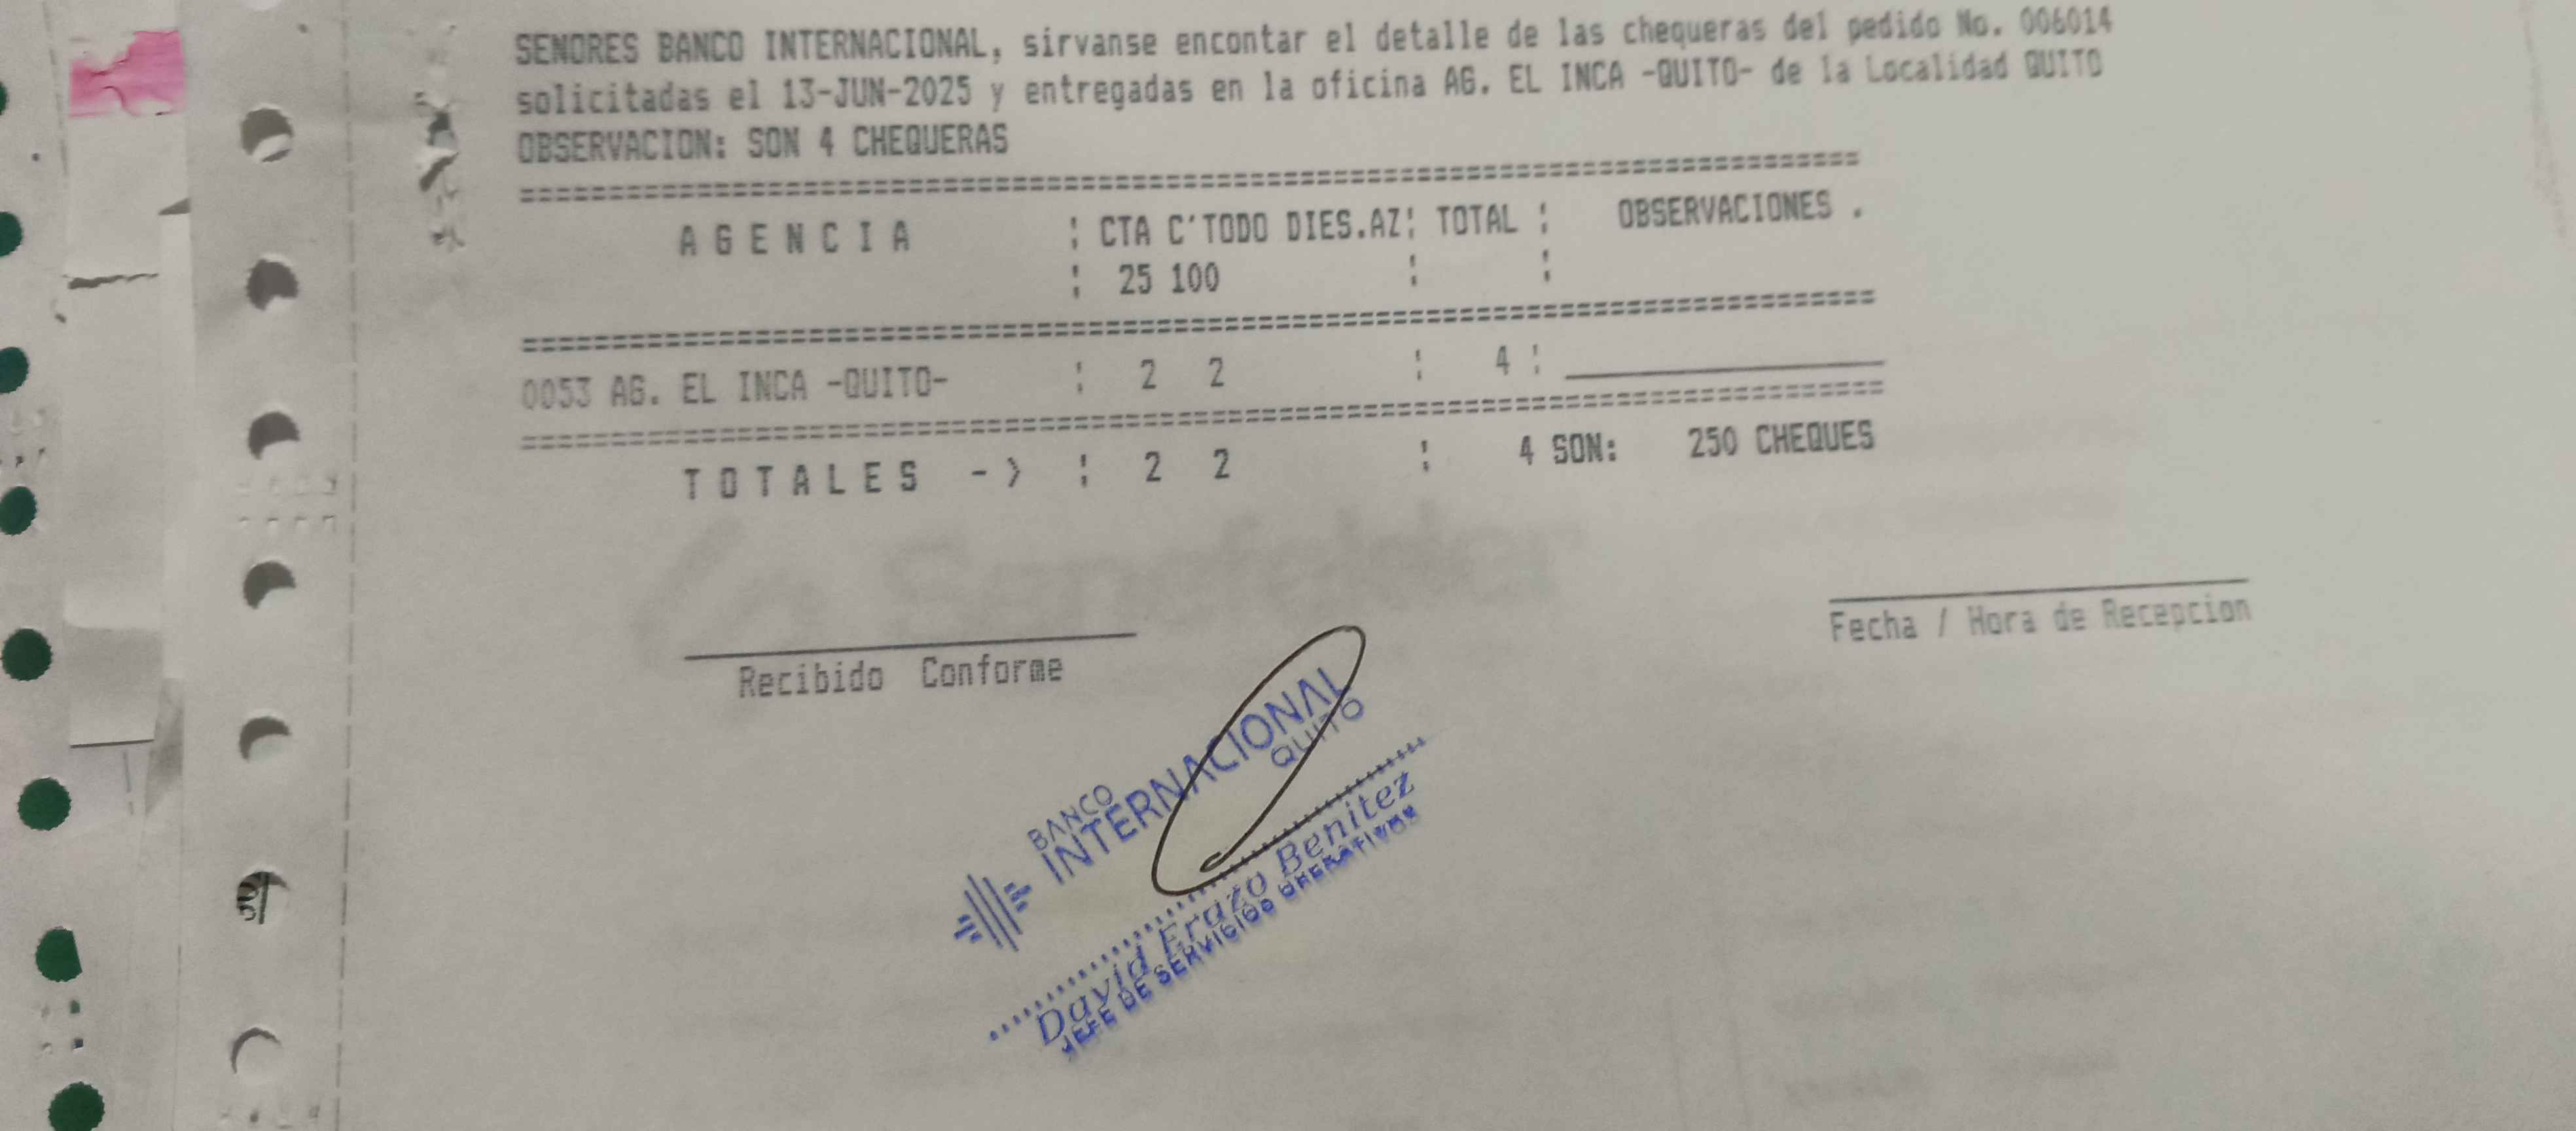 SENORES BANCO INTERNACIONAL, sirvanse encontar el detalle de las chequeras del pedido No. 006014
solicitadas el 13-JUN-2025 y entregadas en la oficina AG. EL INCA -QUITO- de la Localidad QUITO
OBSERVACION: SON 4 CHEQUERAS
================================================================
A G E N C I A ¦ CTA C'TODO DIES.AZ¦ TOTAL ¦ OBSERVACIONES .
¦ 25 100 ¦ ¦
================================================================
0053 AG. EL INCA -QUITO- ¦ 2 2 ¦ 4 ¦ ________________
================================================================
T O T A L E S - > ¦ 2 2 ¦ 4 SON: 250 CHEQUES
Recibido Conforme
Fecha / Hora de Recepcion
BANCO
INTERNACIONAL
QUITO
David Erazo Benitez
JEFE DE SERVICIOS OPERATIVOS